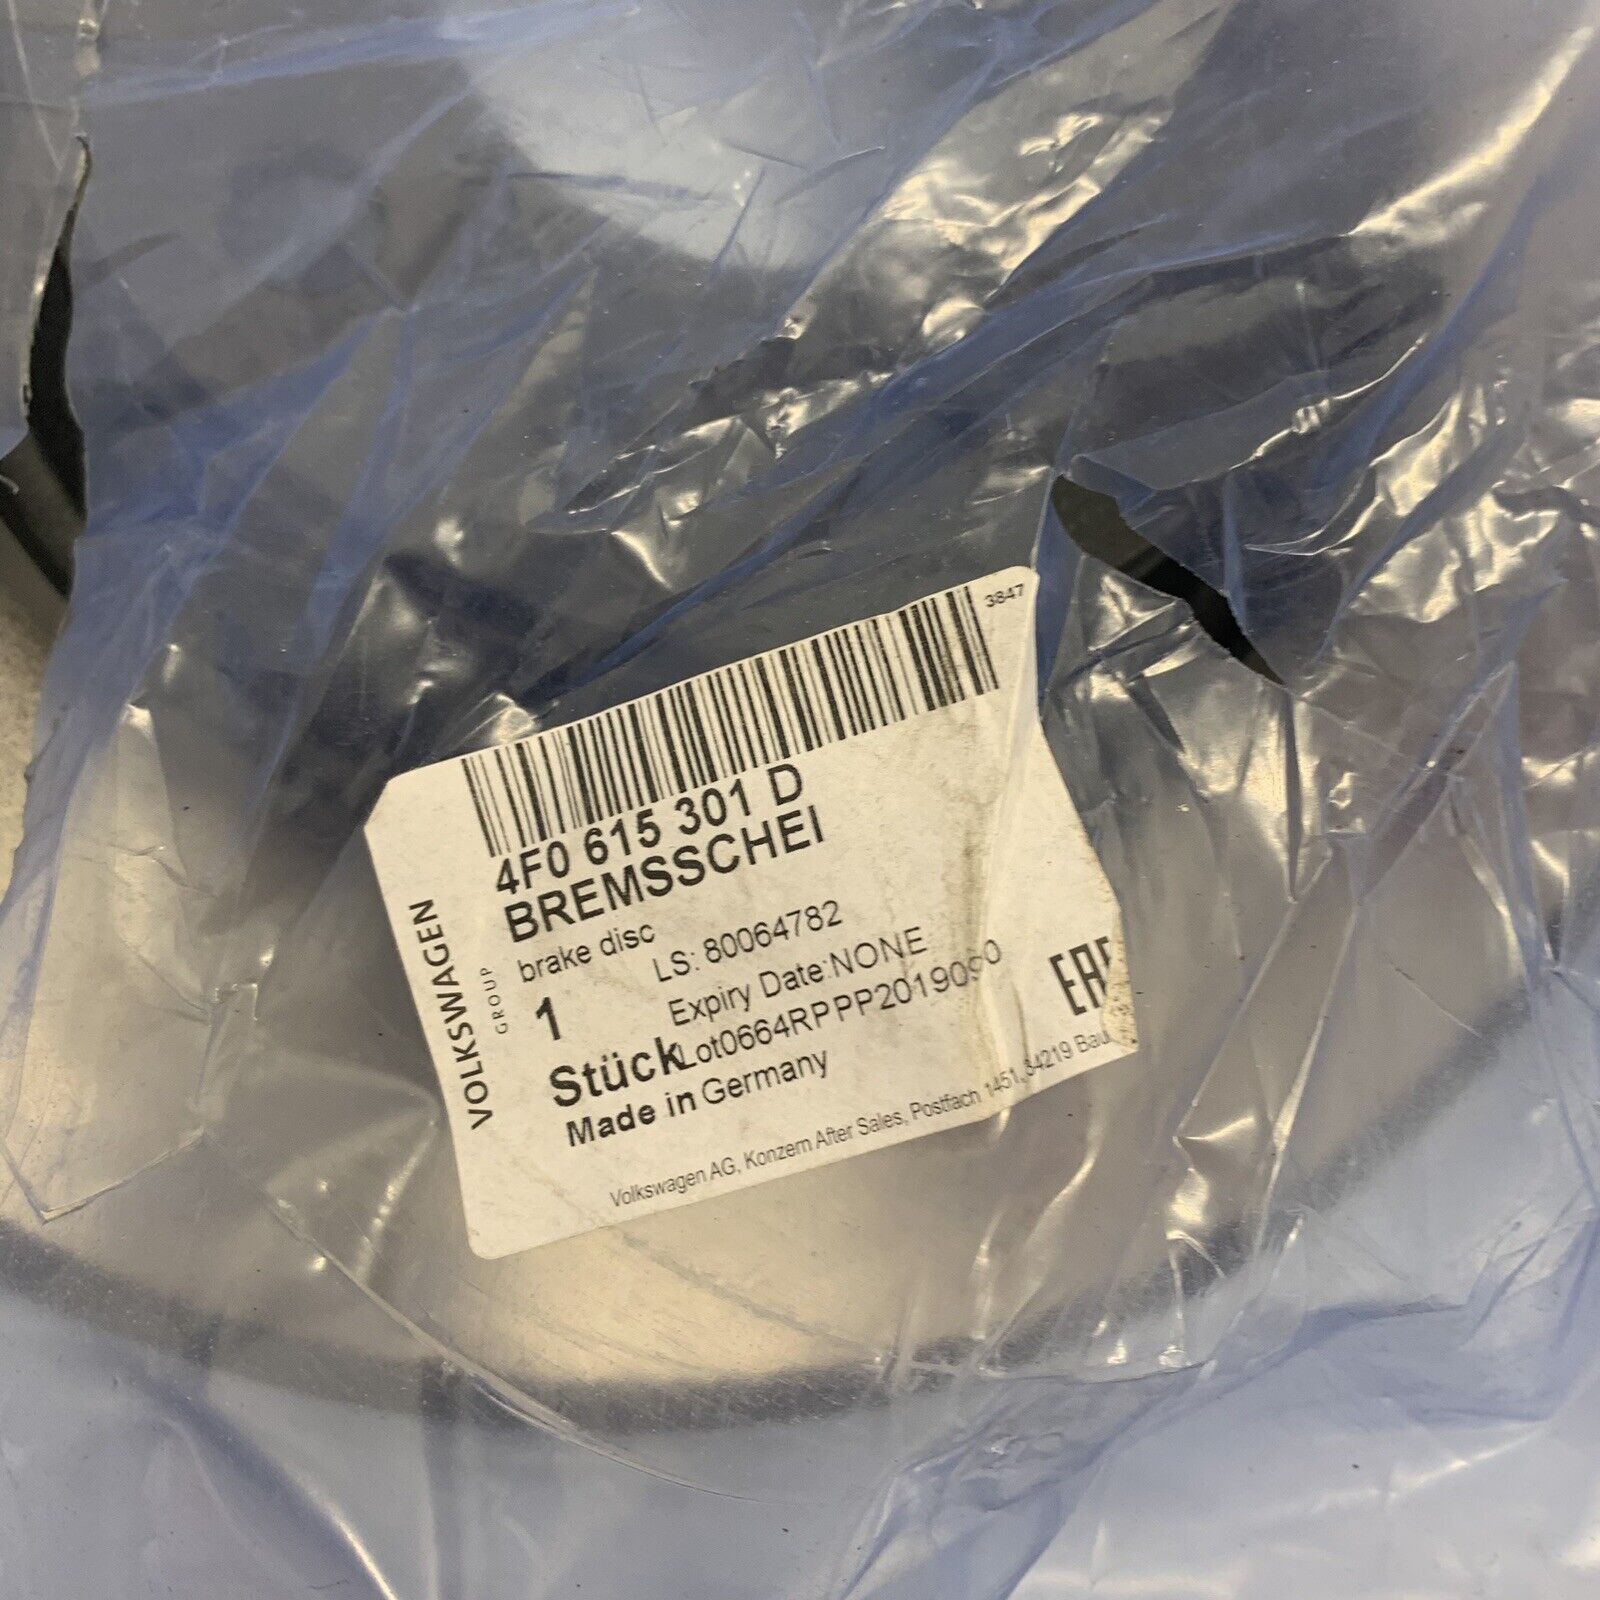 3847
4F0 615 301 D
BREMSSCHEI
brake disc
LS: 80064782
1
Expiry Date:NONE
Stück Lot0664RPPP2019090
Made in Germany
Volkswagen AG, Konzern After Sales, Postfach 1451, 34219
VOLKSWAGEN
GROUP